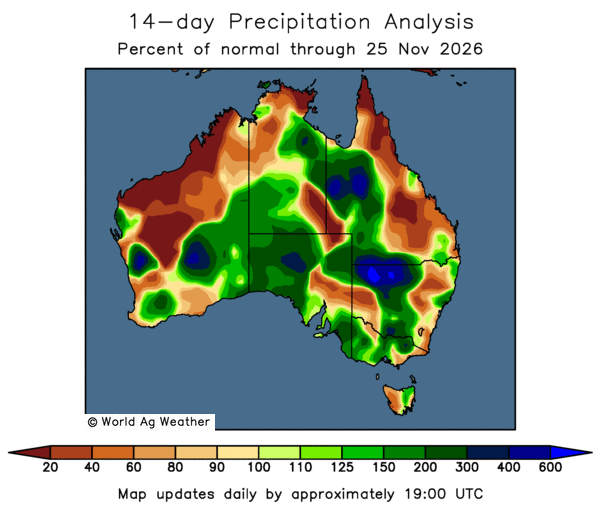 14-day Precipitation Analysis
Percent of normal through 25 Nov 2026
© World Ag Weather
20 40 60 80 90 100 110 125 150 200 300 400 600
Map updates daily by approximately 19:00 UTC